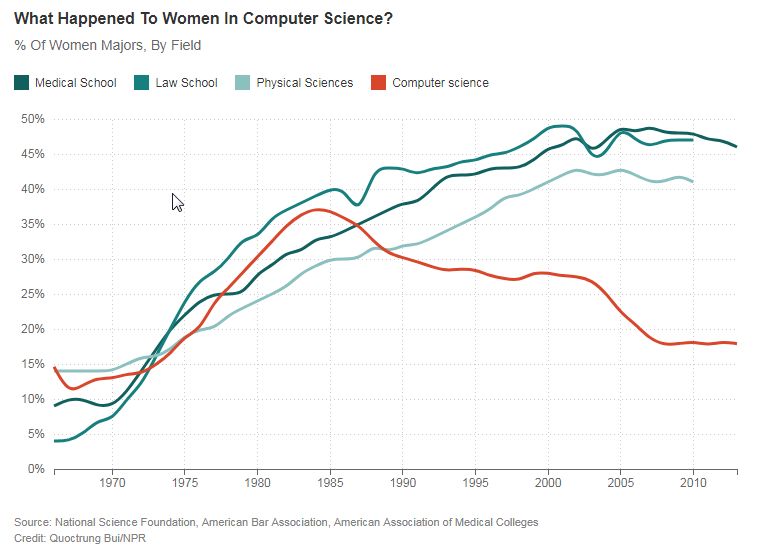 What Happened To Women In Computer Science?
% Of Women Majors, By Field
Medical School Law School Physical Sciences Computer science
50%
45%
40%
35%
30%
25%
20%
15%
10%
5%
0%
1970 1975 1980 1985 1990 1995 2000 2005 2010
Source: National Science Foundation, American Bar Association, American Association of Medical Colleges
Credit: Quoctrung Bui/NPR